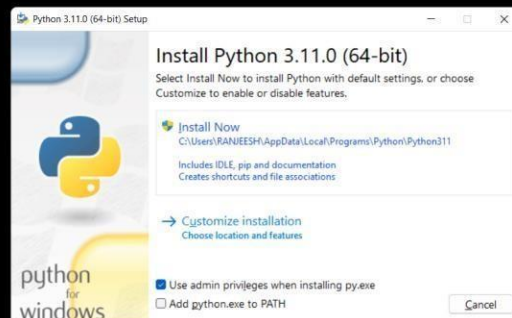 Python 3.11.0 (64-bit) Setup
Install Python 3.11.0 (64-bit)
Select Install Now to install Python with default settings, or choose
Customize to enable or disable features.
Install Now
C:\Users\RANJEESH\AppData\Local\Programs\Python\Python311
Includes IDLE, pip and documentation
Creates shortcuts and file associations
Customize installation
Choose location and features
python
for
windows
Use admin privileges when installing py.exe
Add python.exe to PATH
Cancel